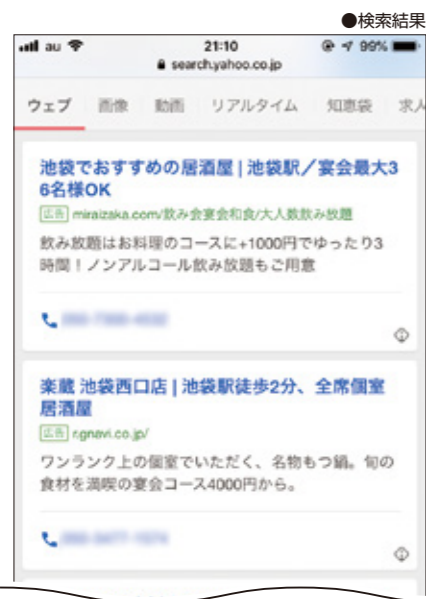 ●検索結果
au 21:10 99%
search.yahoo.co.jp
ウェブ 画像 動画 リアルタイム 知恵袋 求人
池袋でおすすめの居酒屋 | 池袋駅/宴会最大3
6名様OK
広告 miraizaka.com/飲み会宴会和食/大人数飲み放題
飲み放題はお料理のコースに+1000円でゆったり3
時間！ノンアルコール飲み放題もご用意
楽蔵 池袋西口店 | 池袋駅徒歩2分、全席個室
居酒屋
広告 r.gnavi.co.jp/
ワンランク上の個室でいただく、名物もつ鍋。旬の
食材を満喫の宴会コース4000円から。